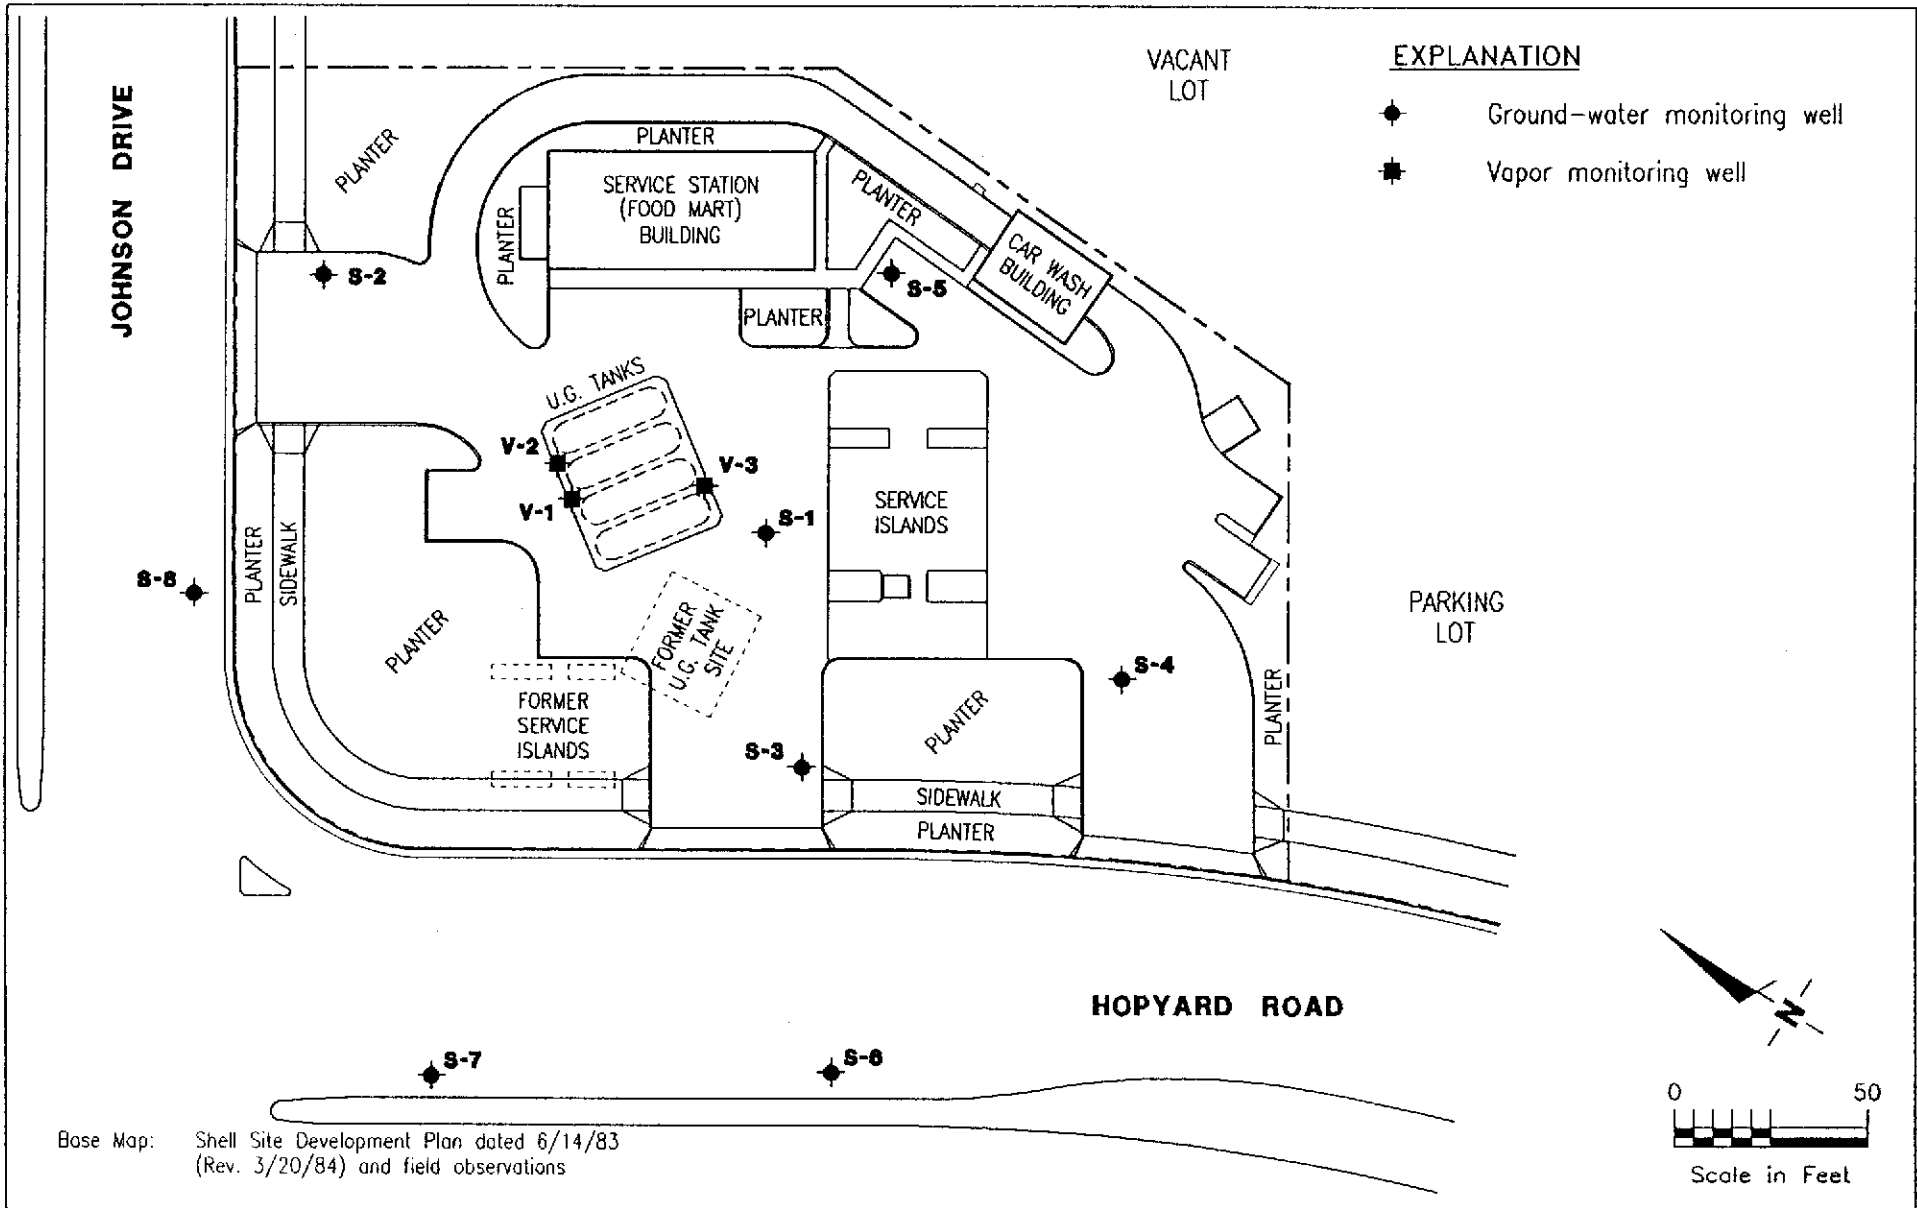 VACANT
LOT
EXPLANATION
Ground-water monitoring well
Vapor monitoring well
JOHNSON DRIVE
PLANTER
PLANTER
SERVICE STATION
(FOOD MART)
BUILDING
PLANTER
PLANTER
CAR WASH
BUILDING
S-2
S-5
PLANTER
U.G. TANKS
V-2
V-3
V-1
S-1
SERVICE
ISLANDS
PLANTER
SIDEWALK
S-8
PLANTER
FORMER
U.G. TANK
SITE
PARKING
LOT
S-4
FORMER
SERVICE
ISLANDS
PLANTER
PLANTER
S-3
SIDEWALK
PLANTER
HOPYARD ROAD
N
S-7
S-6
0 50
Scale in Feet
Base Map: Shell Site Development Plan dated 6/14/83
(Rev. 3/20/84) and field observations